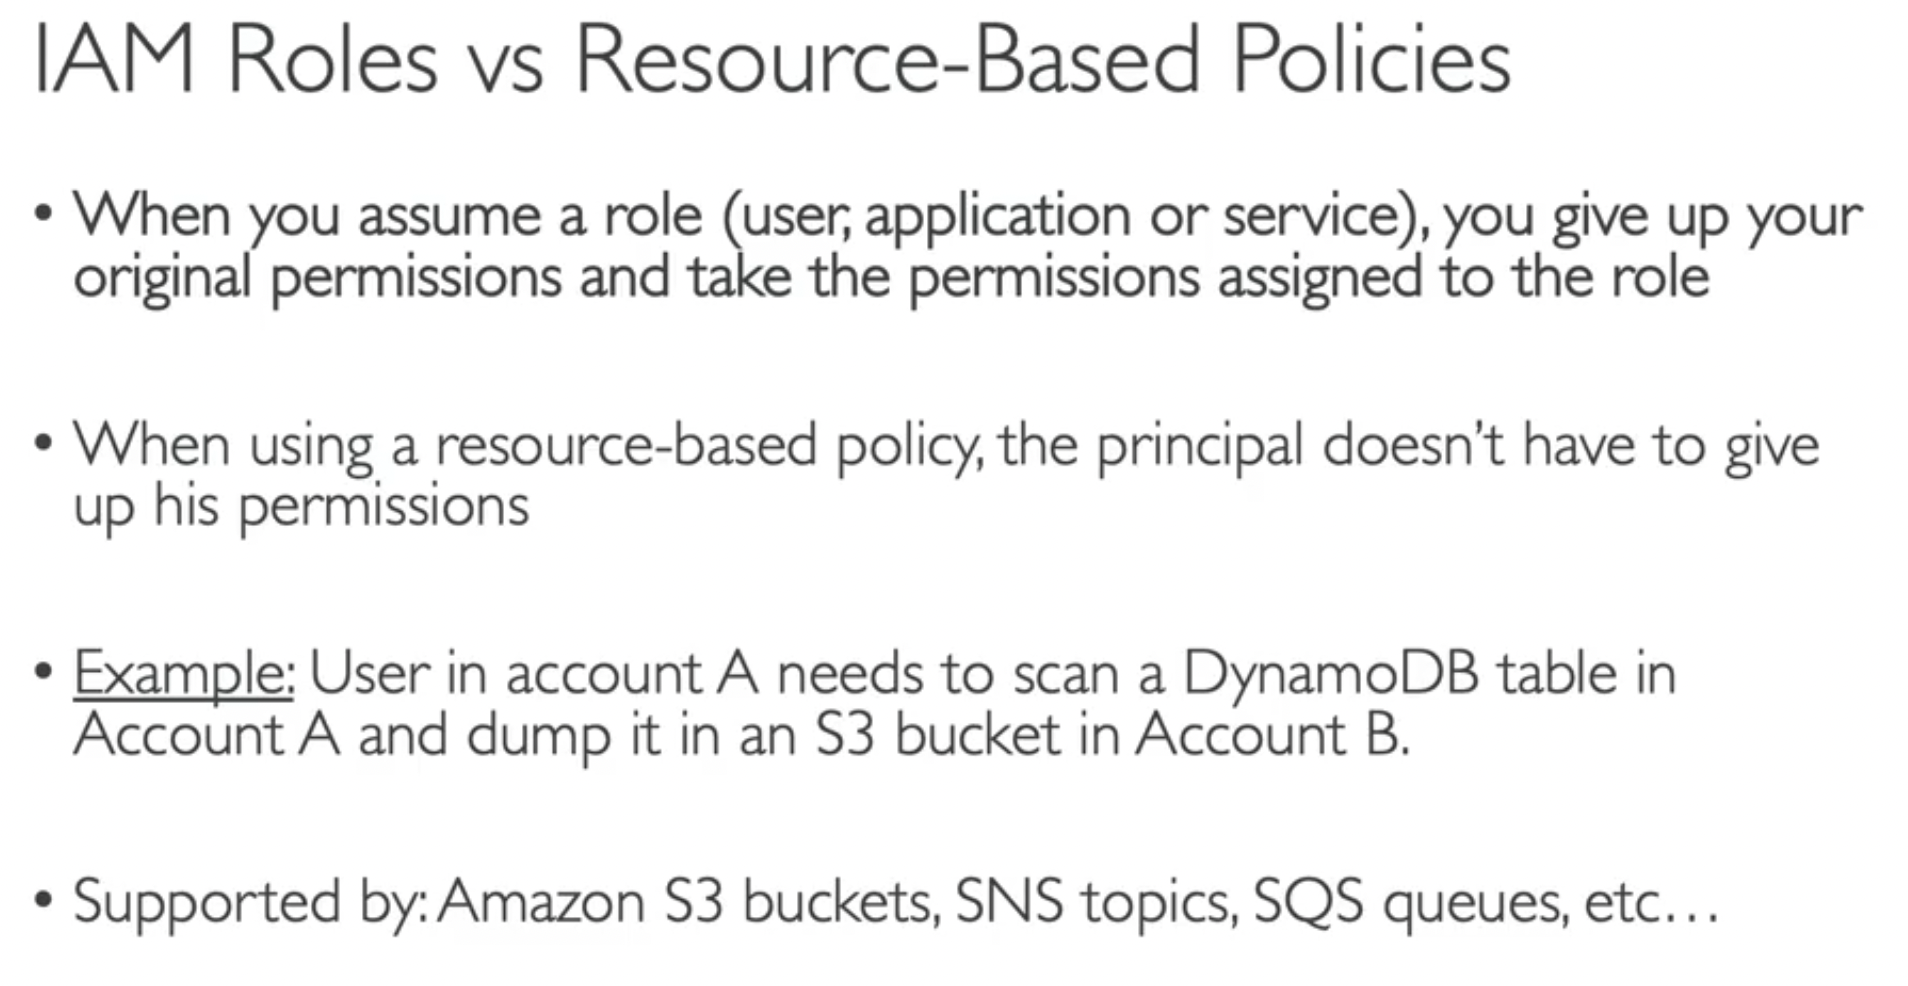 IAM Roles vs Resource-Based Policies
• When you assume a role (user, application or service), you give up your
original permissions and take the permissions assigned to the role
• When using a resource-based policy, the principal doesn't have to give
up his permissions
• Example: User in account A needs to scan a DynamoDB table in
Account A and dump it in an S3 bucket in Account B.
• Supported by: Amazon S3 buckets, SNS topics, SQS queues, etc…